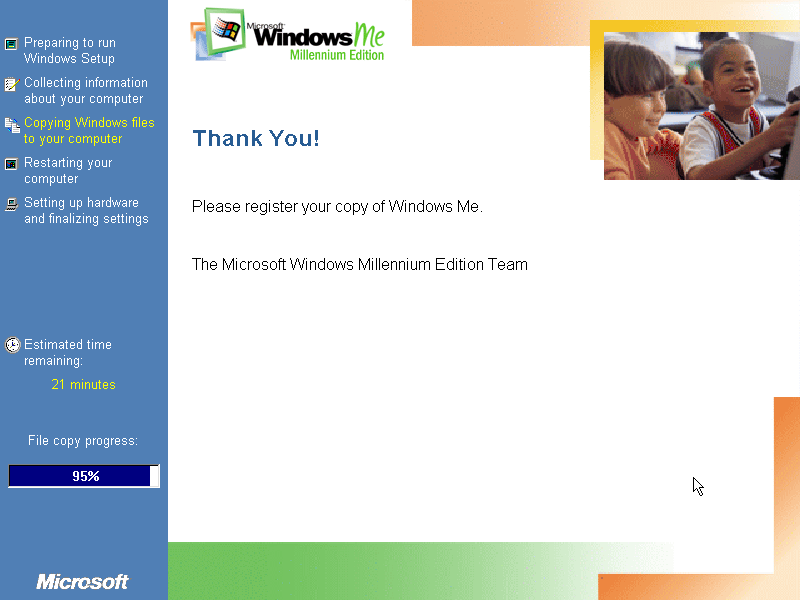 Preparing to run
Windows Setup
Collecting information
about your computer
Copying Windows files
to your computer
Restarting your
computer
Setting up hardware
and finalizing settings
Estimated time
remaining:
21 minutes
File copy progress:
95%
Microsoft
Microsoft
Windows Me
Millennium Edition
Thank You!
Please register your copy of Windows Me.
The Microsoft Windows Millennium Edition Team